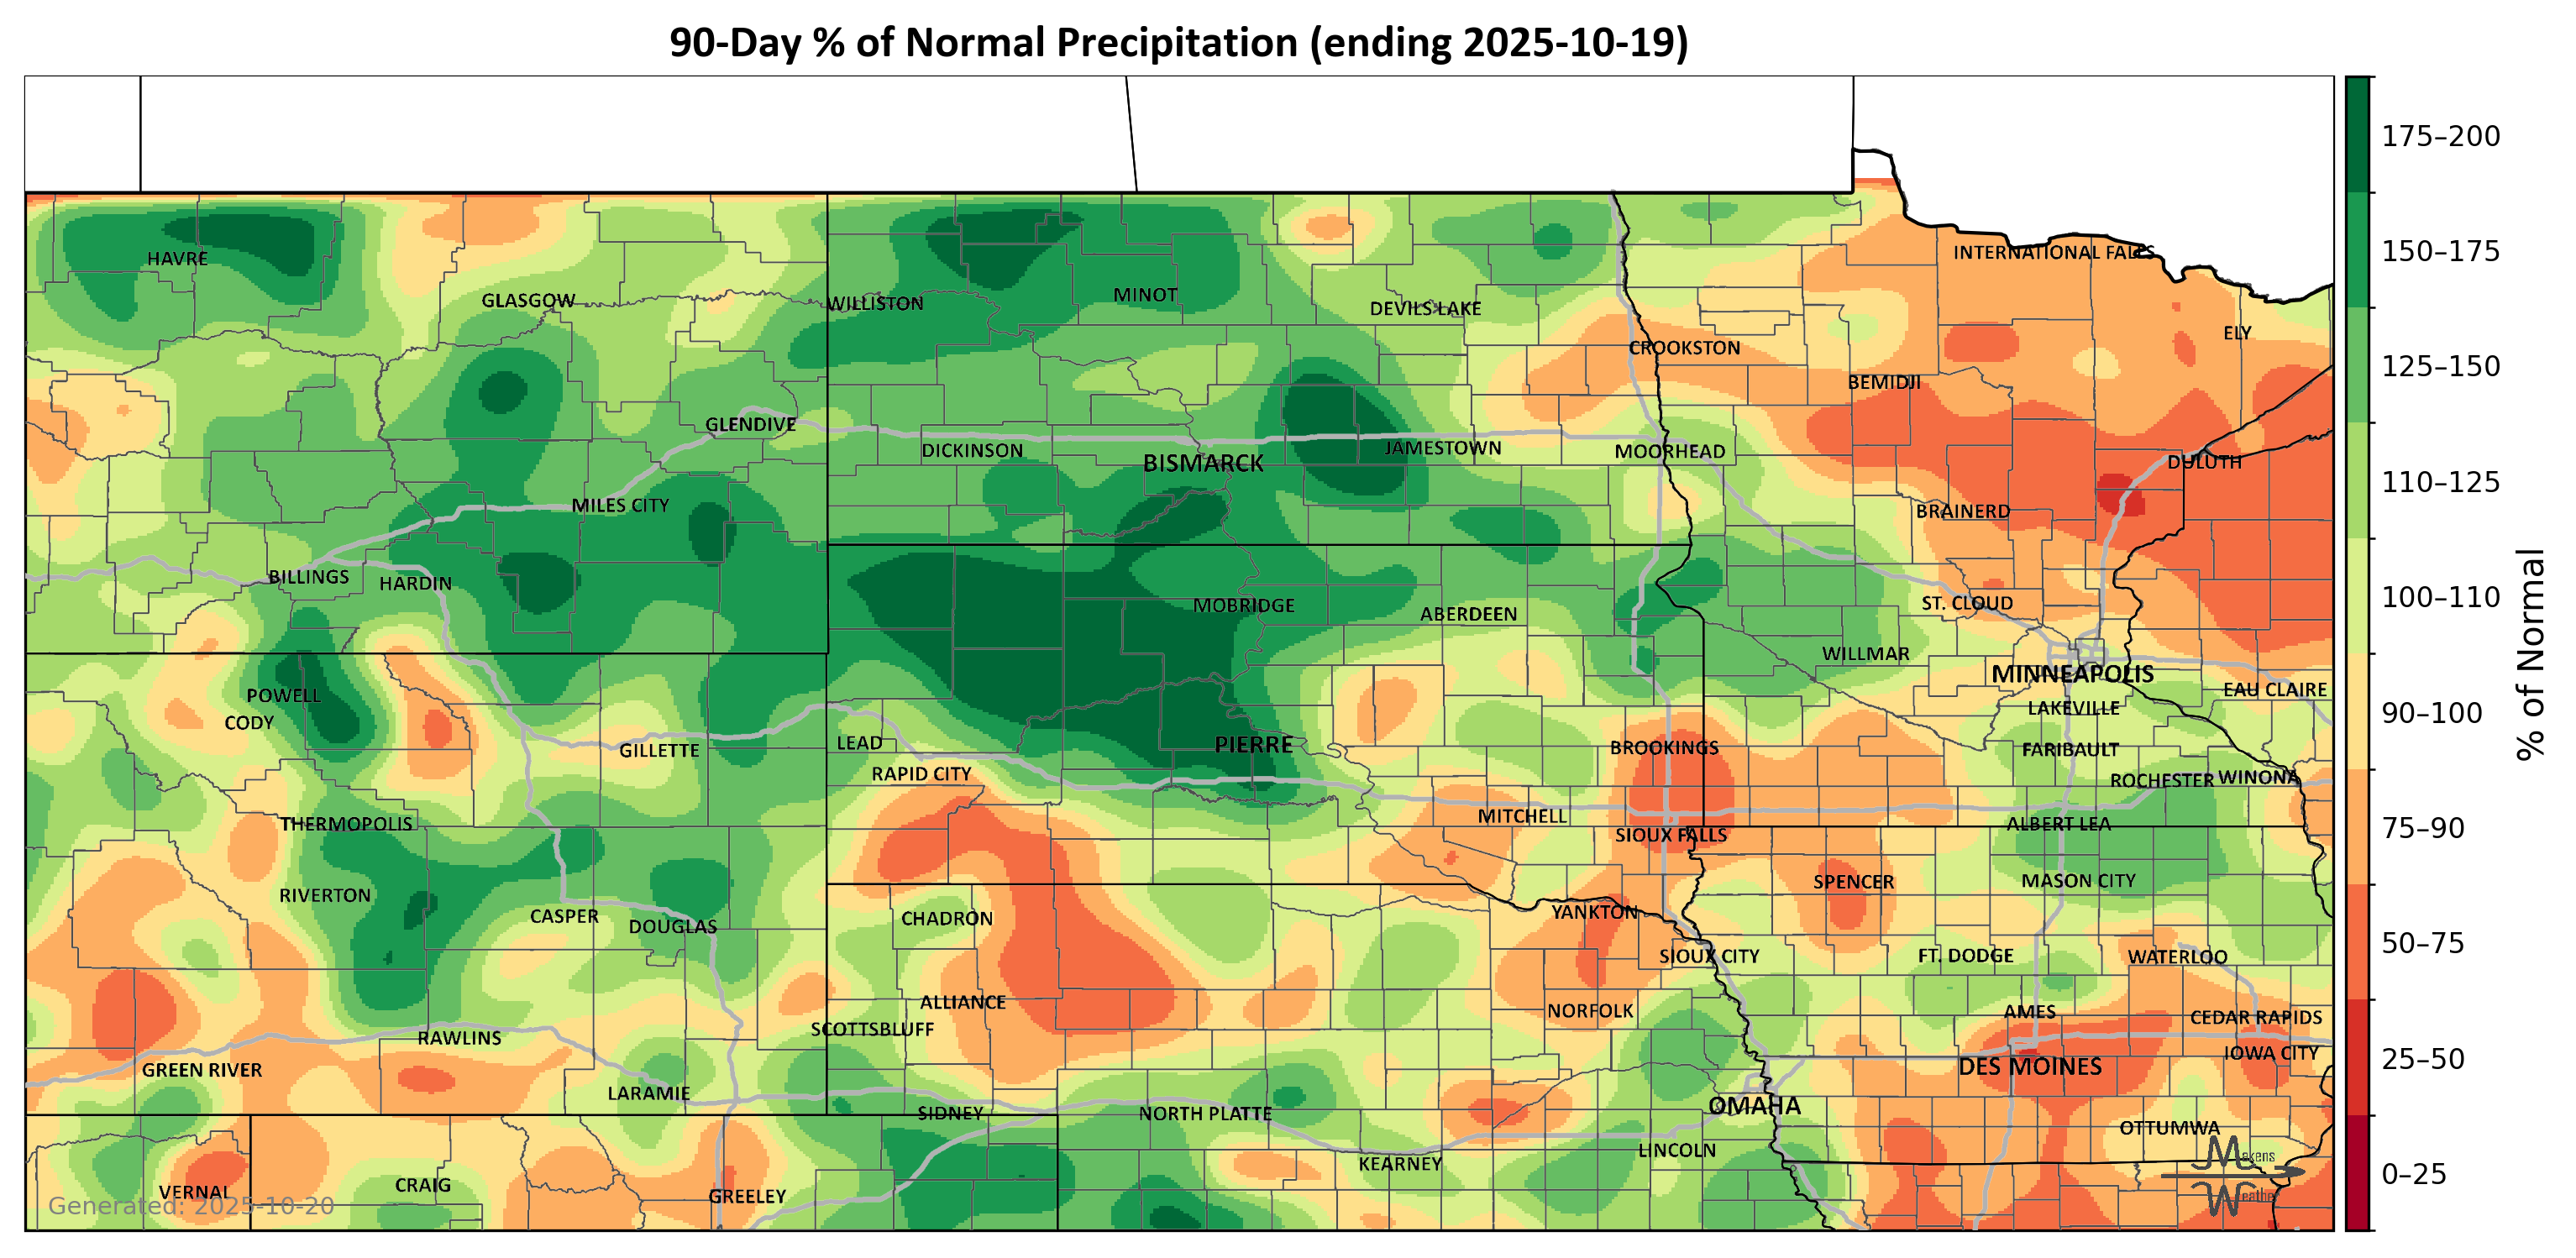 90-Day % of Normal Precipitation (ending 2025-10-19)
175–200
150–175
125–150
110–125
100–110
90–100
75–90
50–75
25–50
0–25
% of Normal
HAVRE
GLASGOW
WILLISTON
MINOT
DEVILS LAKE
CROOKSTON
INTERNATIONAL FALLS
ELY
BEMIDJI
GLENDIVE
DICKINSON
BISMARCK
JAMESTOWN
MOORHEAD
DULUTH
MILES CITY
BRAINERD
BILLINGS
HARDIN
MOBRIDGE
ABERDEEN
ST. CLOUD
WILLMAR
MINNEAPOLIS
EAU CLAIRE
POWELL
CODY
LAKEVILLE
GILLETTE
LEAD
PIERRE
BROOKINGS
FARIBAULT
RAPID CITY
ROCHESTER
WINONA
THERMOPOLIS
MITCHELL
SIOUX FALLS
ALBERT LEA
RIVERTON
CASPER
DOUGLAS
CHADRON
YANKTON
SPENCER
MASON CITY
SIOUX CITY
FT. DODGE
WATERLOO
ALLIANCE
SCOTTSBLUFF
NORFOLK
AMES
CEDAR RAPIDS
RAWLINS
GREEN RIVER
LARAMIE
DES MOINES
IOWA CITY
SIDNEY
NORTH PLATTE
OMAHA
OTTUMWA
KEARNEY
LINCOLN
VERNAL
CRAIG
GREELEY
Generated: 2025-10-20
Makens
Weather